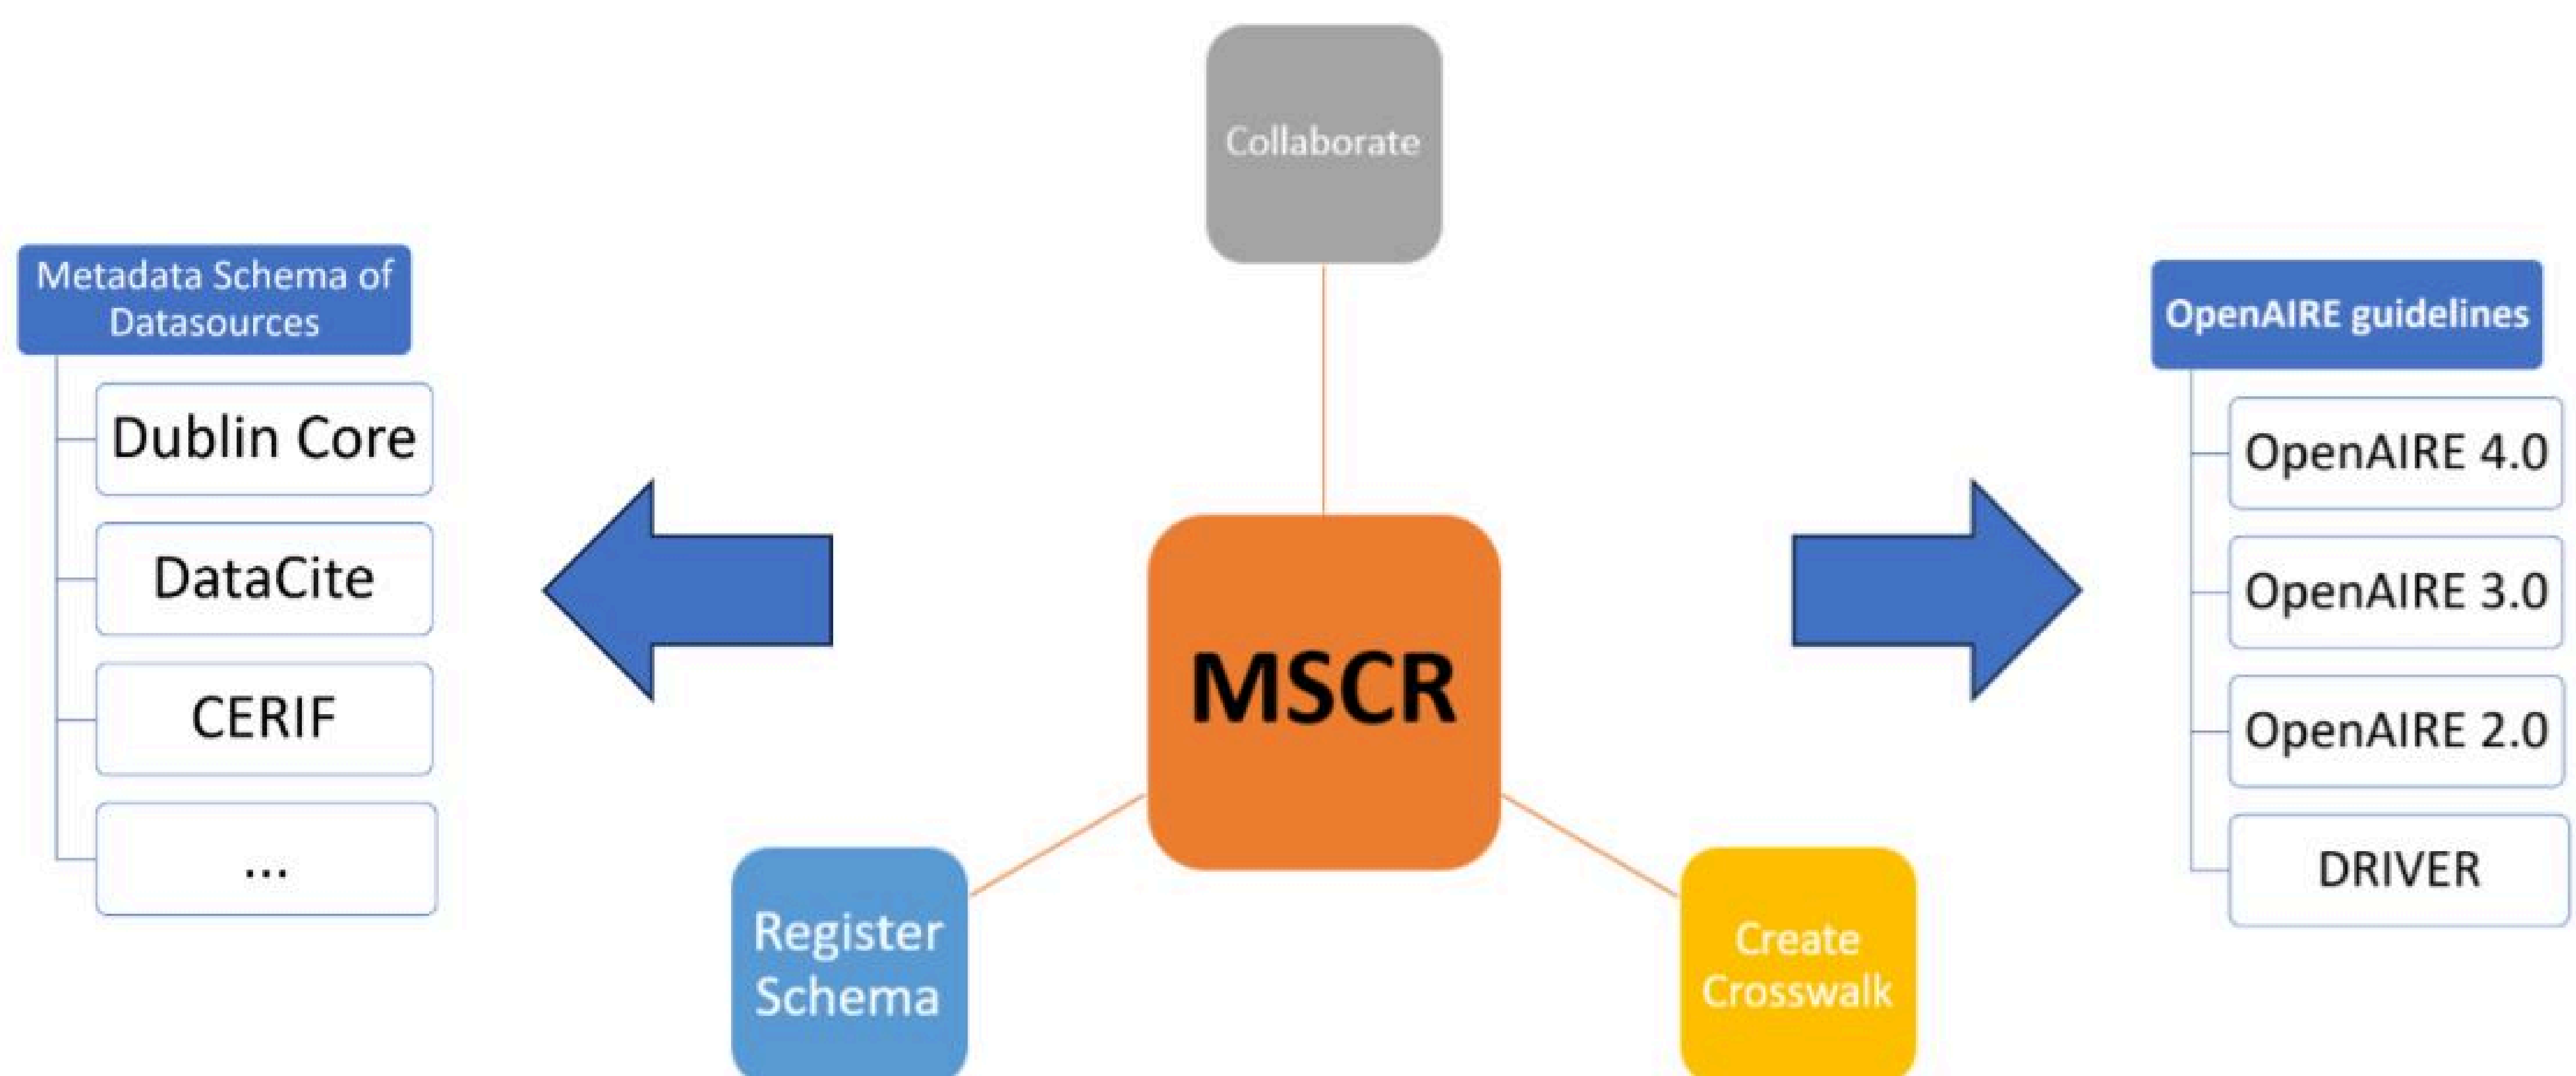 Collaborate
Metadata Schema of
Datasources
Dublin Core
DataCite
CERIF
...
MSCR
Register
Schema
Create
Crosswalk
OpenAIRE guidelines
OpenAIRE 4.0
OpenAIRE 3.0
OpenAIRE 2.0
DRIVER